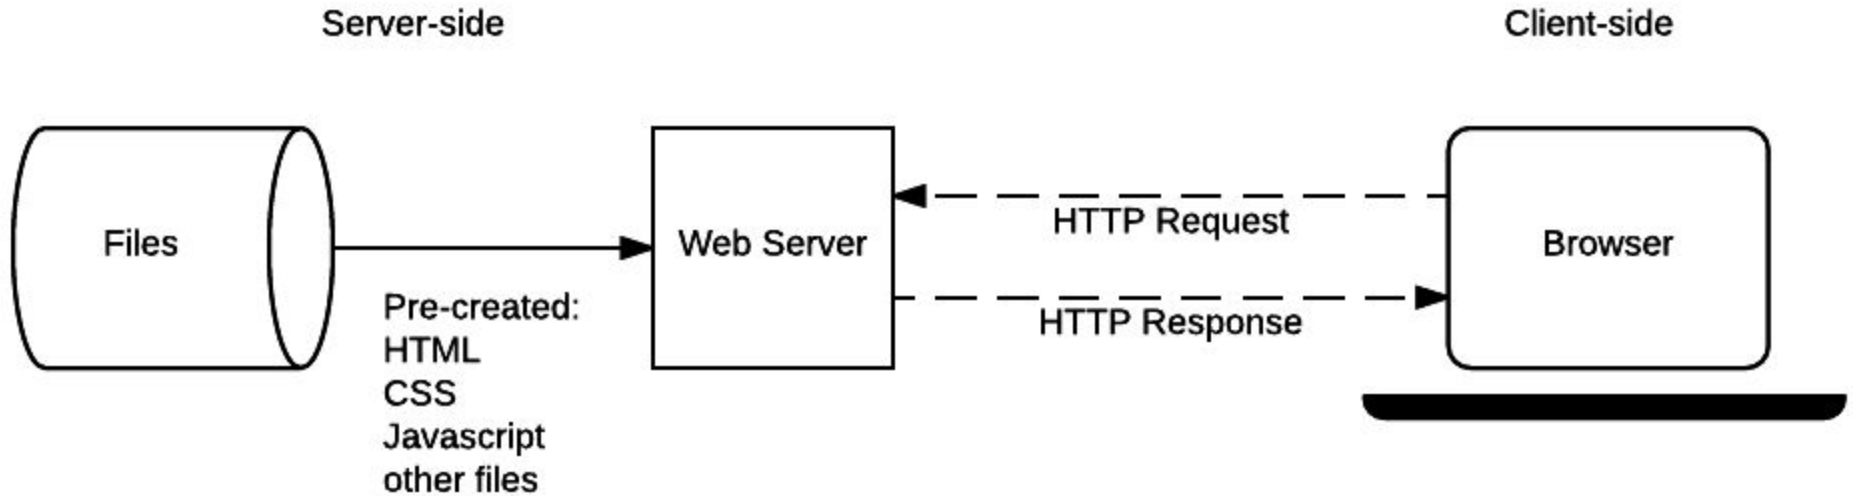 Server-side
Client-side
Files
Web Server
HTTP Request
Browser
HTTP Response
Pre-created:
HTML
CSS
Javascript
other files